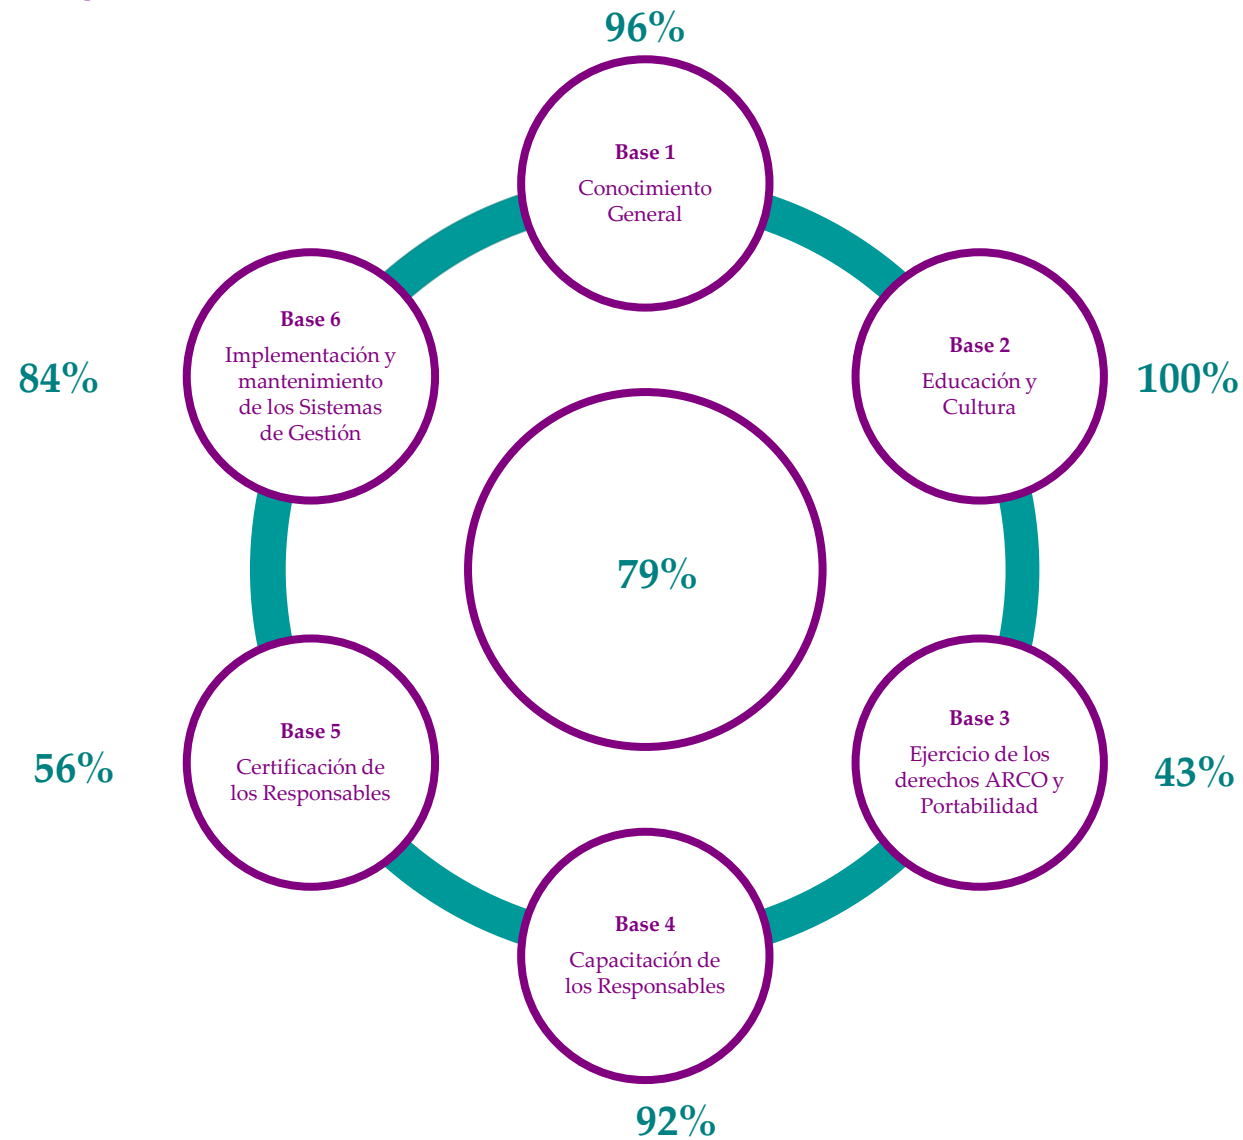 96%
Base 1
Conocimiento
General
Base 2
Educación y
Cultura
100%
Base 3
Ejercicio de los
derechos ARCO y
Portabilidad
43%
Base 4
Capacitación de
los Responsables
92%
Base 5
Certificación de
los Responsables
56%
Base 6
Implementación y
mantenimiento
de los Sistemas
de Gestión
84%
79%